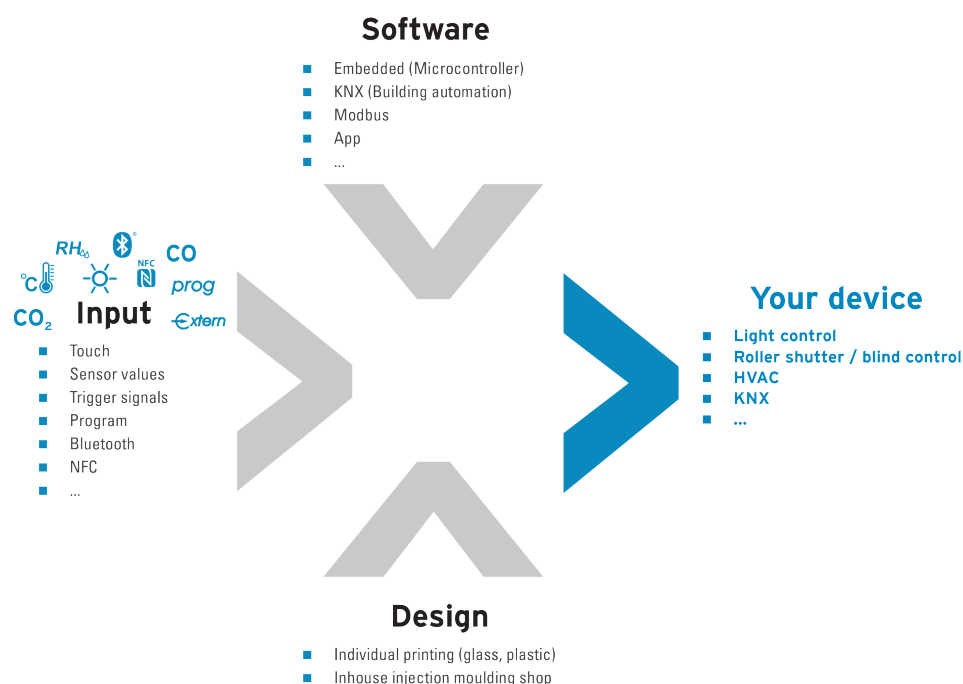 Software
Embedded (Microcontroller)
KNX (Building automation)
Modbus
App
...
RH
®
CO
NFC
°C
prog
CO₂
Input
Extern
Touch
Sensor values
Trigger signals
Program
Bluetooth
NFC
...
Your device
Light control
Roller shutter / blind control
HVAC
KNX
...
Design
Individual printing (glass, plastic)
Inhouse injection moulding shop